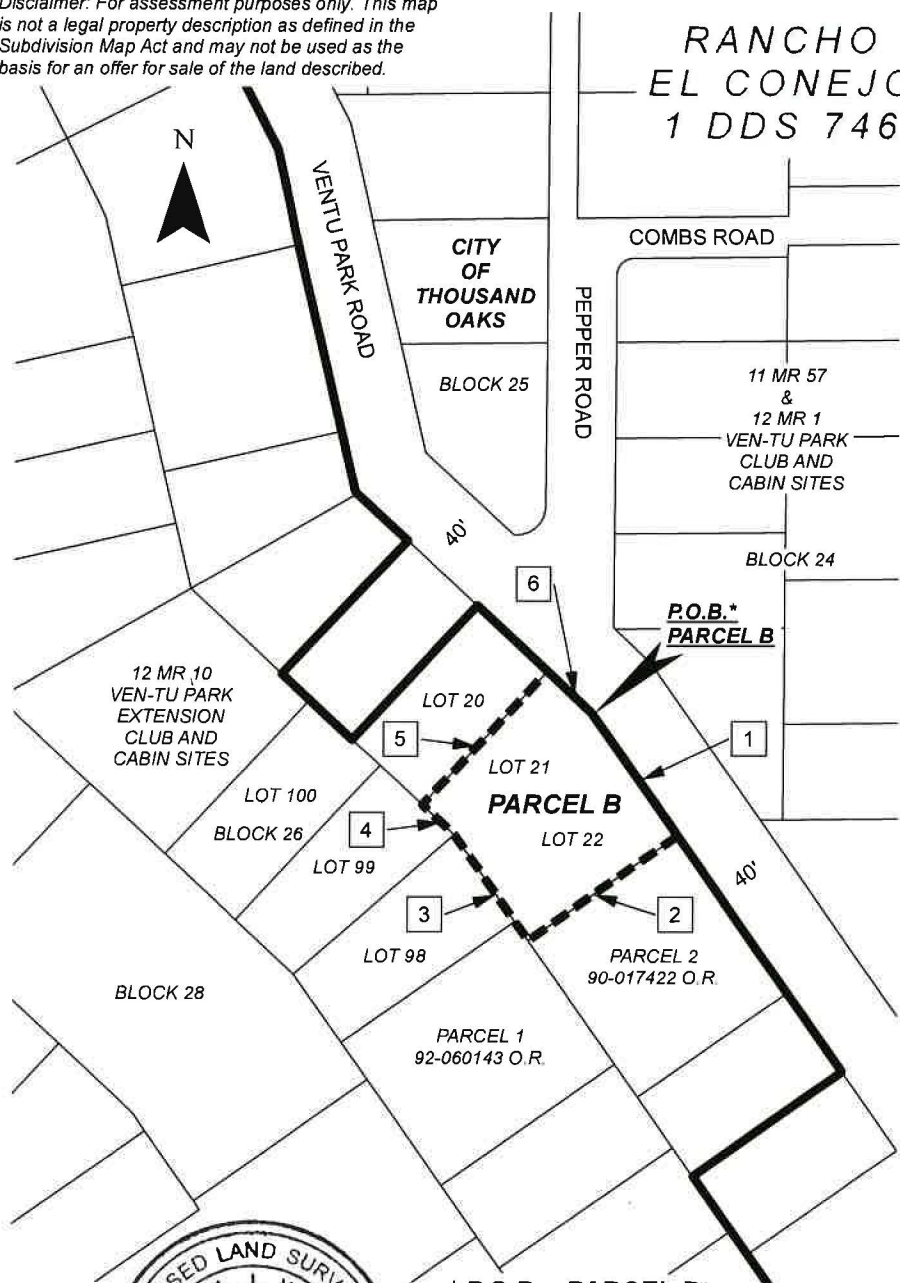 Disclaimer: For assessment purposes only. This map
is not a legal property description as defined in the
Subdivision Map Act and may not be used as the
basis for an offer for sale of the land described.
RANCHO
EL CONEJO
1 DDS 746
N
VENTU PARK ROAD
CITY
OF
THOUSAND
OAKS
COMBS ROAD
PEPPER ROAD
BLOCK 25
11 MR 57
&
12 MR 1
VEN-TU PARK
CLUB AND
CABIN SITES
40'
BLOCK 24
6
P.O.B.*
PARCEL B
12 MR 10
VEN-TU PARK
EXTENSION
CLUB AND
CABIN SITES
LOT 20
5
1
LOT 21
LOT 100
PARCEL B
BLOCK 26
4
LOT 22
LOT 99
40'
3
2
LOT 98
PARCEL 2
90-017422 O.R.
BLOCK 28
PARCEL 1
92-060143 O.R.
SED LAND SURV